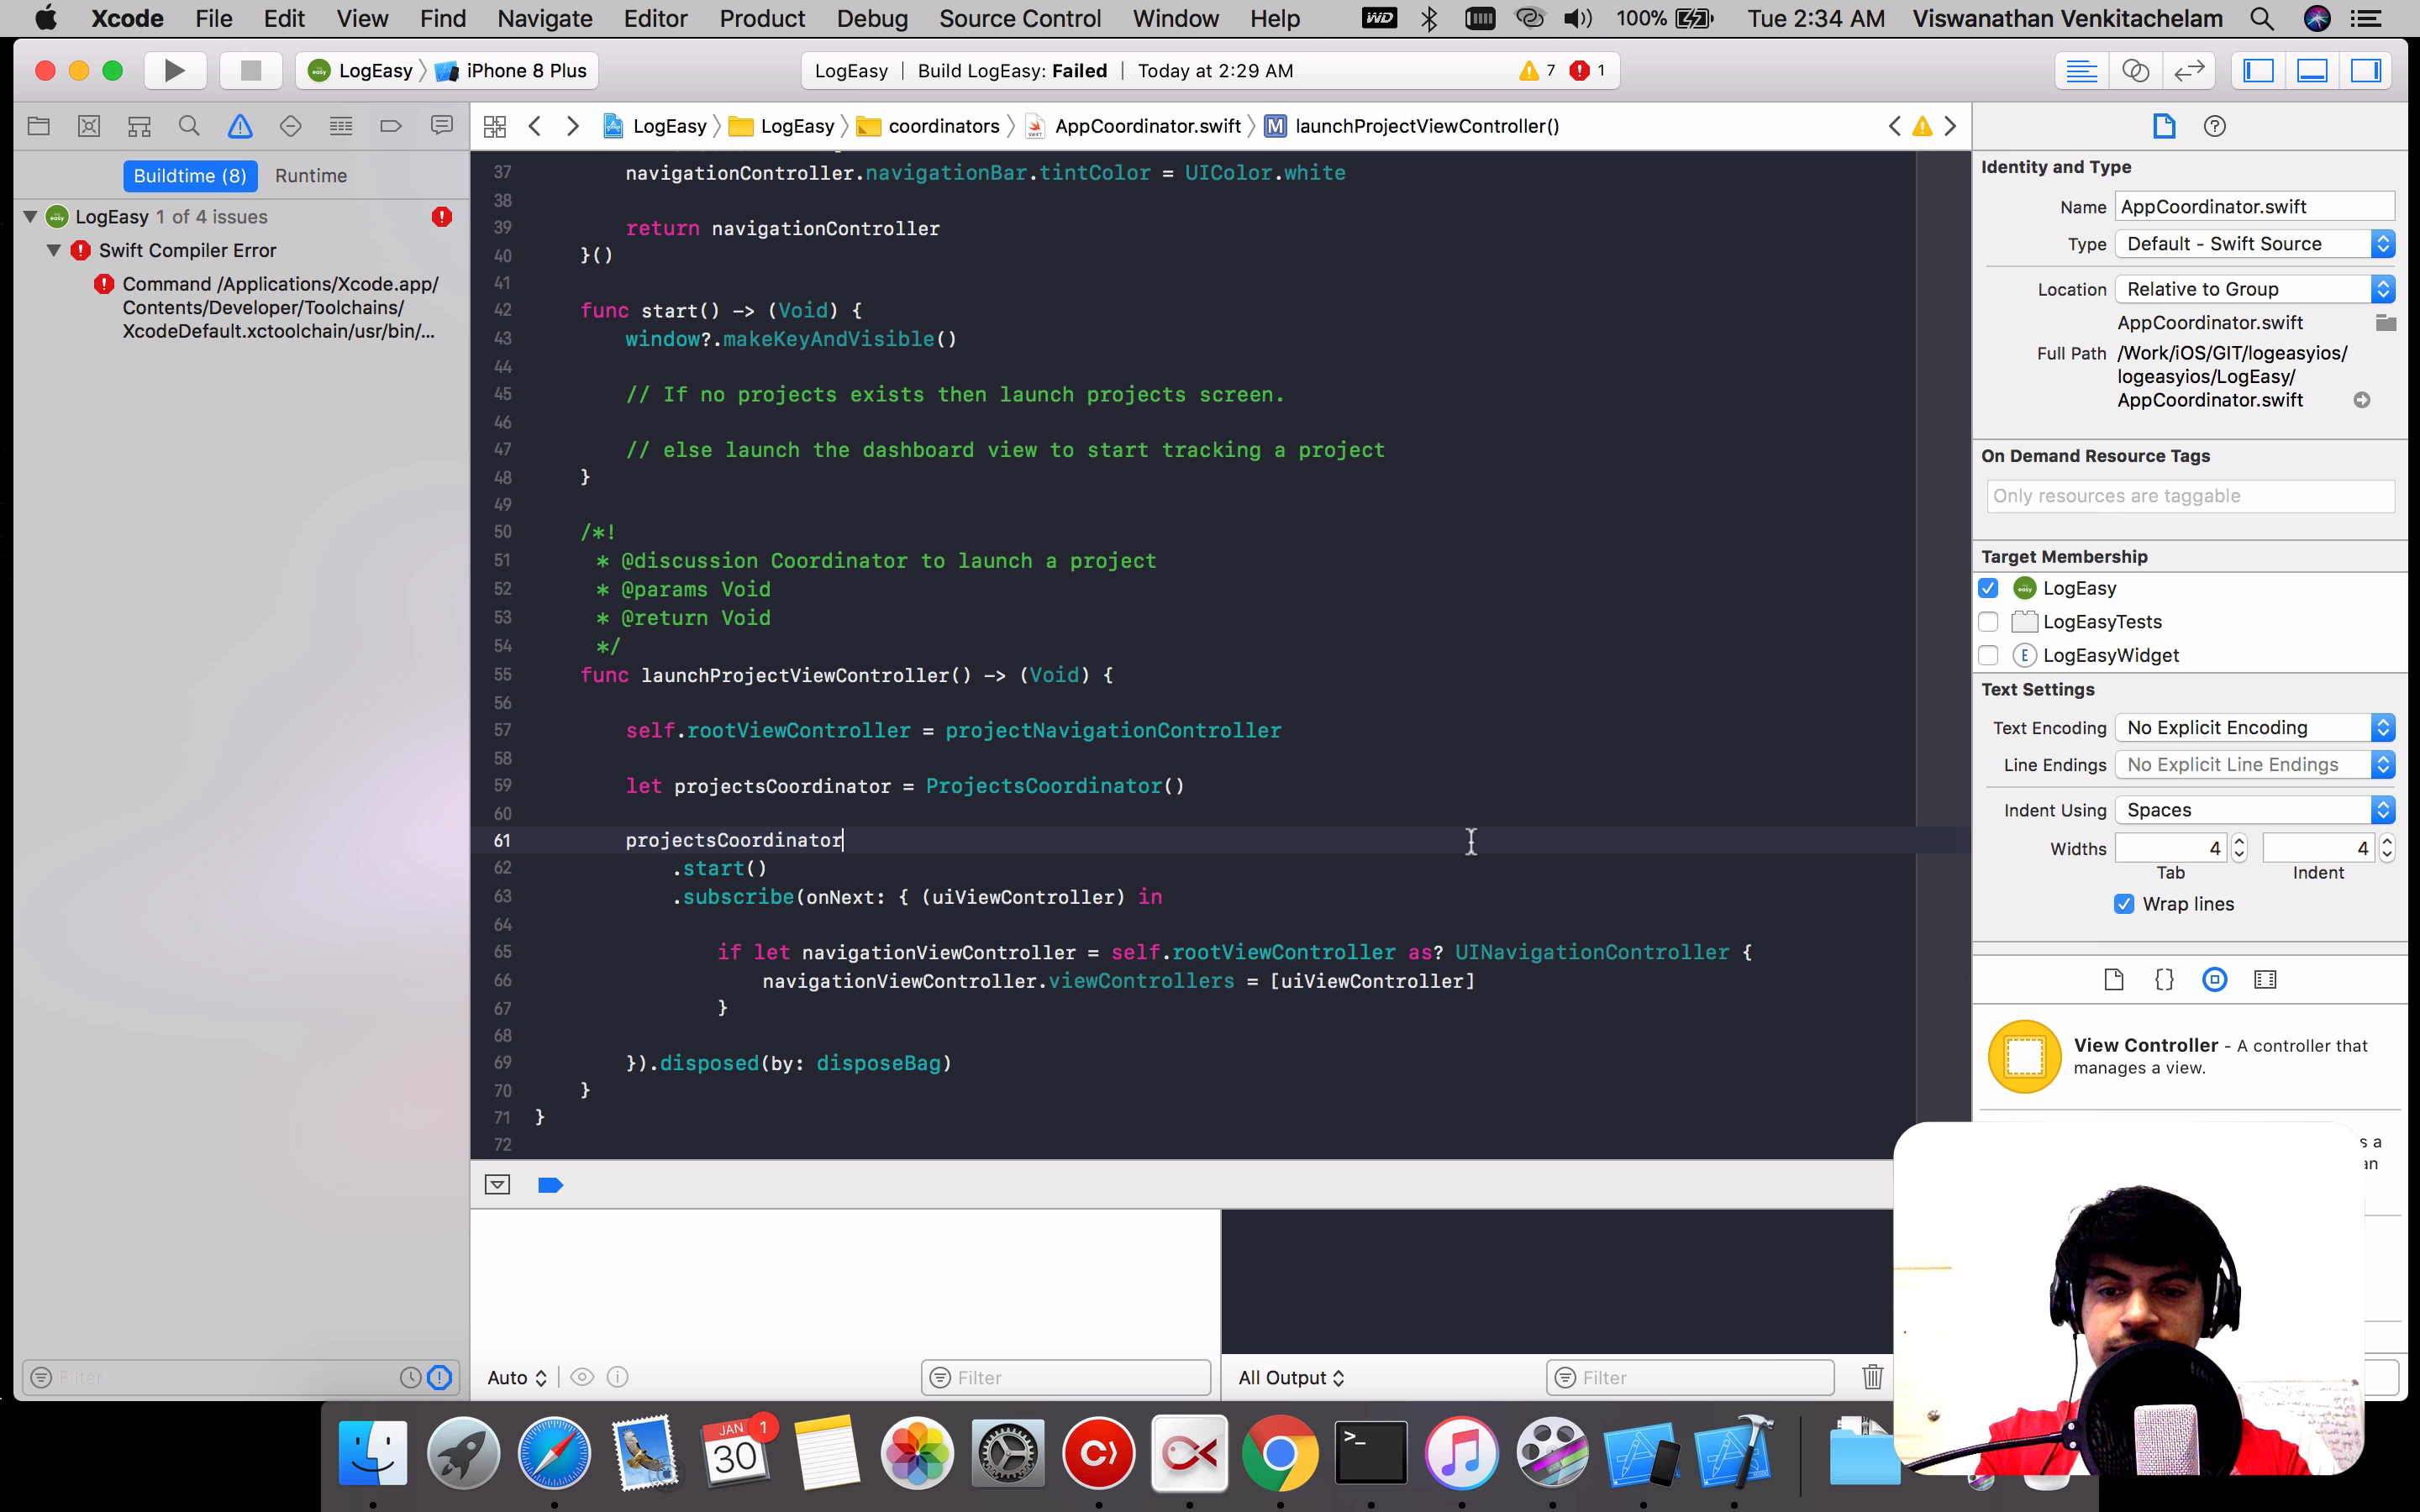 Xcode File Edit View Find Navigate Editor Product Debug Source Control Window Help WD 100% Tue 2:34 AM Viswanathan Venkitachelam
LogEasy iPhone 8 Plus LogEasy | Build LogEasy: Failed | Today at 2:29 AM 7 1
LogEasy LogEasy coordinators AppCoordinator.swift M launchProjectViewController()
Buildtime (8) Runtime
LogEasy 1 of 4 issues
Swift Compiler Error
Command /Applications/Xcode.app/
Contents/Developer/Toolchains/
XcodeDefault.xctoolchain/usr/bin/...
Filter
37 navigationController.navigationBar.tintColor = UIColor.white
38
39 return navigationController
40 }()
41
42 func start() -> (Void) {
43 window?.makeKeyAndVisible()
44
45 // If no projects exists then launch projects screen.
46
47 // else launch the dashboard view to start tracking a project
48 }
49
50 /*!
51 * @discussion Coordinator to launch a project
52 * @params Void
53 * @return Void
54 */
55 func launchProjectViewController() -> (Void) {
56
57 self.rootViewController = projectNavigationController
58
59 let projectsCoordinator = ProjectsCoordinator()
60
61 projectsCoordinator
62 .start()
63 .subscribe(onNext: { (uiViewController) in
64
65 if let navigationViewController = self.rootViewController as? UINavigationController {
66 navigationViewController.viewControllers = [uiViewController]
67 }
68
69 }).disposed(by: disposeBag)
70 }
71 }
72
Auto Filter All Output Filter
Identity and Type
Name AppCoordinator.swift
Type Default - Swift Source
Location Relative to Group
AppCoordinator.swift
Full Path /Work/iOS/GIT/logeasyios/
logeasyios/LogEasy/
AppCoordinator.swift
On Demand Resource Tags
Only resources are taggable
Target Membership
LogEasy
LogEasyTests
E LogEasyWidget
Text Settings
Text Encoding No Explicit Encoding
Line Endings No Explicit Line Endings
Indent Using Spaces
Widths 4 4
Tab Indent
Wrap lines
{}
View Controller - A controller that
manages a view.
s a
an
JAN 1
30
>_